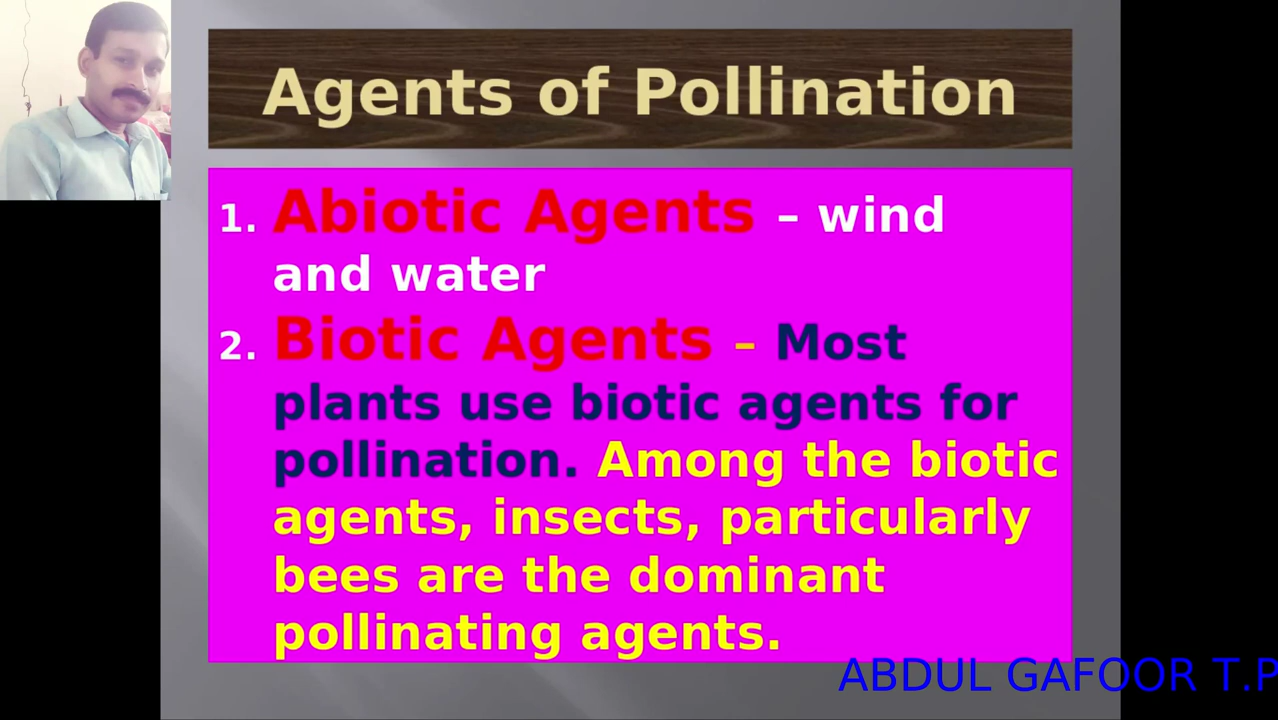 Agents of Pollination
1. Abiotic Agents – wind
and water
2. Biotic Agents – Most
plants use biotic agents for
pollination. Among the biotic
agents, insects, particularly
bees are the dominant
pollinating agents.
ABDUL GAFOOR T.P